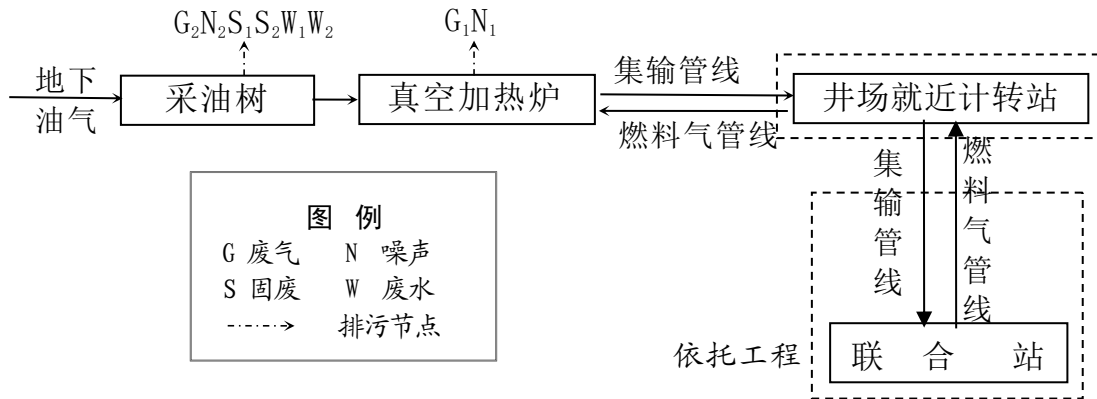 G₂N₂S₁S₂W₁W₂
G₁N₁
地下
油气
采油树
真空加热炉
集输管线
燃料气管线
井场就近计转站
集输管线
燃料气管线
图 例
G 废气 N 噪声
S 固废 W 废水
排污节点
依托工程
联 合 站